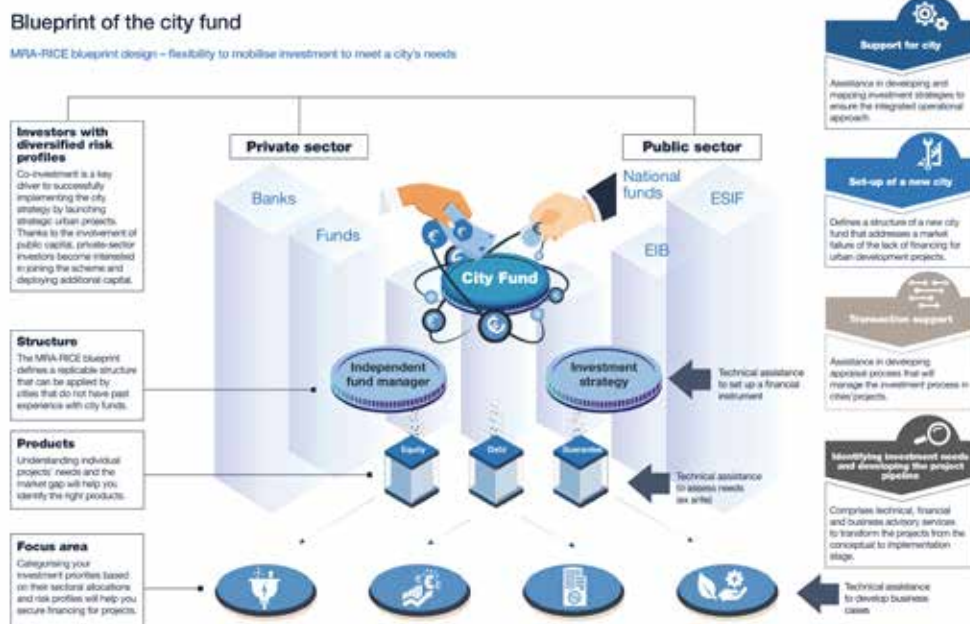 Blueprint of the city fund
MRA-RICE blueprint design – flexibility to mobilise investment to meet a city's needs
Investors with
diversified risk
profiles
Co-investment is a key
driver to successfully
implementing the city
strategy by launching
strategic urban projects.
Thanks to the involvement of
public capital, private-sector
investors become interested
in joining the scheme and
deploying additional capital.
Structure
The MRA-RICE blueprint
defines a replicable structure
that can be applied by
cities that do not have past
experience with city funds.
Products
Understanding individual
projects' needs and the
market gap will help you
identify the right products.
Focus area
Categorising your
investment priorities based
on their sectoral allocations
and risk profiles will help you
secure financing for projects.
Private sector
Public sector
Banks
Funds
National
funds
ESIF
EIB
City Fund
Independent
fund manager
Investment
strategy
Technical assistance
to set up a financial
instrument
Equity
Debt
Guarantee
Technical assistance
to assess needs
(ex ante)
Technical assistance
to develop business
cases
Support for city
Assistance in developing and
mapping investment strategies to
ensure the integrated operational
approach.
Set-up of a new city
Defines a structure of a new city
fund that addresses a market
failure of the lack of financing for
urban development projects.
Transaction support
Assistance in developing
appraisal process that will
manage the investment process in
cities' projects.
Identifying investment needs
and developing the project
pipeline
Comprises technical, financial
and business advisory services
to transform the projects from the
conceptual to implementation
stage.